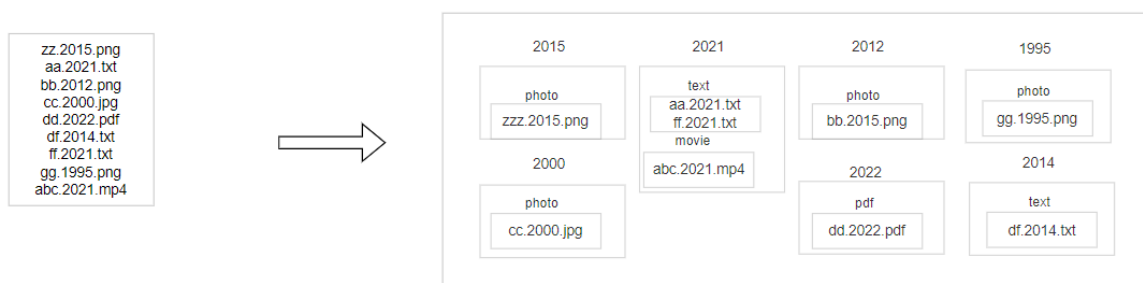 zz.2015.png
aa.2021.txt
bb.2012.png
cc.2000.jpg
dd.2022.pdf
df.2014.txt
ff.2021.txt
gg.1995.png
abc.2021.mp4
2015
photo
zzz.2015.png
2000
photo
cc.2000.jpg
2021
text
aa.2021.txt
ff.2021.txt
movie
abc.2021.mp4
2012
photo
bb.2015.png
2022
pdf
dd.2022.pdf
1995
photo
gg.1995.png
2014
text
df.2014.txt